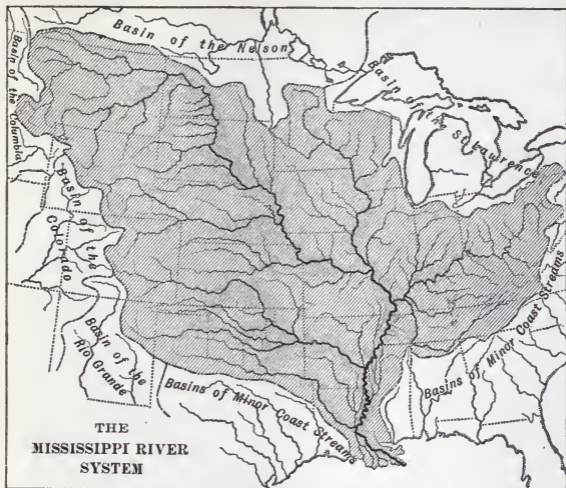 Basin of the Nelson
Basin of the Columbia
Basin of the St. Lawrence
Basin of the
Colorado
Basin of the
Rio Grande
Basins of Minor Coast Streams
Basins of Minor Coast Streams
THE
MISSISSIPPI RIVER
SYSTEM